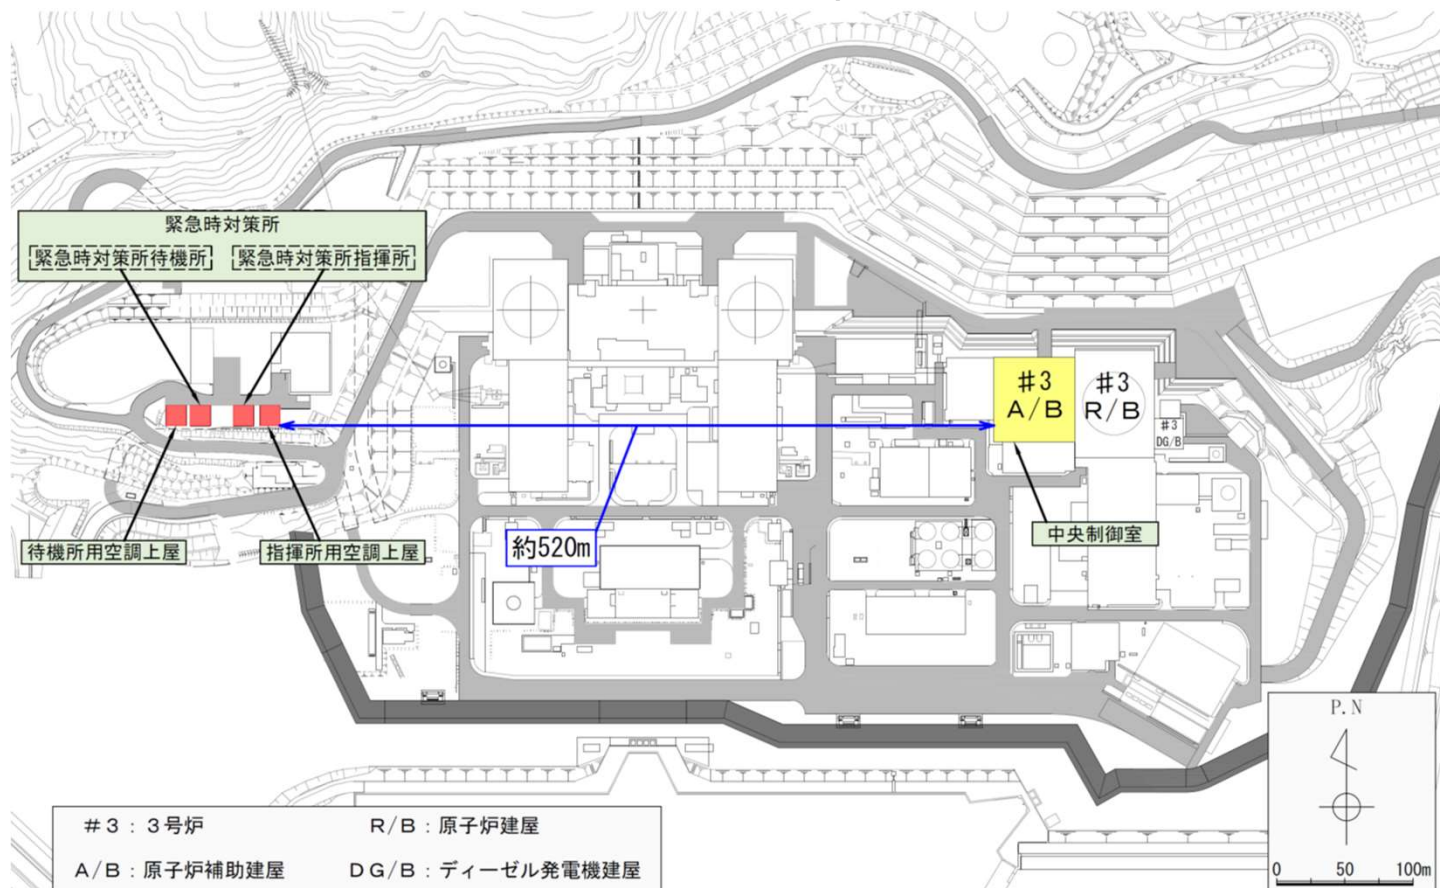 緊急時対策所
緊急時対策所待機所 緊急時対策所指揮所
#3
A/B
#3
R/B
#3
DG/B
待機所用空調上屋
指揮所用空調上屋
約520m
中央制御室
P.N
0 50 100m
#3：3号炉 R/B：原子炉建屋
A/B：原子炉補助建屋 DG/B：ディーゼル発電機建屋